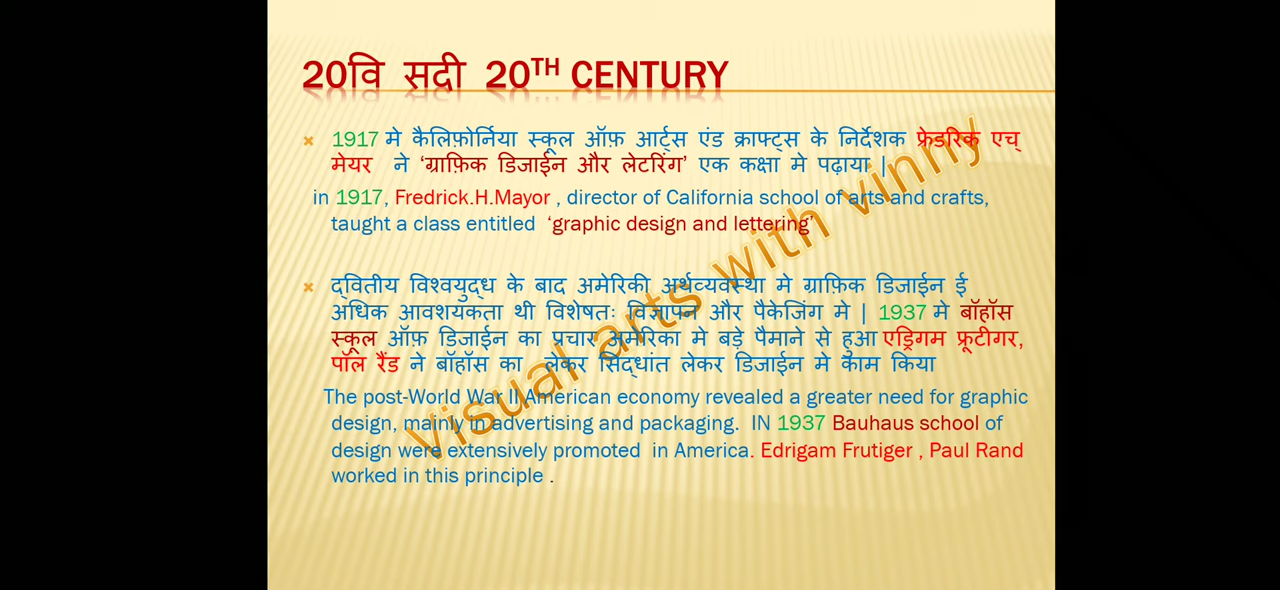 20वि सदी 20TH CENTURY
1917 मे कैलिफ़ोर्निया स्कूल ऑफ़ आर्ट्स एंड क्राफ्ट्स के निर्देशक फ्रेडरिक एच्
मेयर ने ‘ग्राफ़िक डिजाईन और लेटरिंग’ एक कक्षा मे पढ़ाया |
in 1917, Fredrick.H.Mayor , director of California school of arts and crafts,
taught a class entitled ‘graphic design and lettering’
द्वितीय विश्वयुद्ध के बाद अमेरिकी अर्थव्यवस्था मे ग्राफ़िक डिजाईन ई
अधिक आवशयकता थी विशेषतः विज्ञापन और पैकेजिंग मे | 1937 मे बॉहॉस
स्कूल ऑफ़ डिजाईन का प्रचार अमेरिका मे बड़े पैमाने से हुआ एड्रिगम फ्रूटीगर,
पॉल रैंड ने बॉहॉस का लेकर सिद्धांत लेकर डिजाईन मे काम किया
The post-World War II American economy revealed a greater need for graphic
design, mainly in advertising and packaging. IN 1937 Bauhaus school of
design were extensively promoted in America. Edrigam Frutiger , Paul Rand
worked in this principle .
Visual arts with vinny